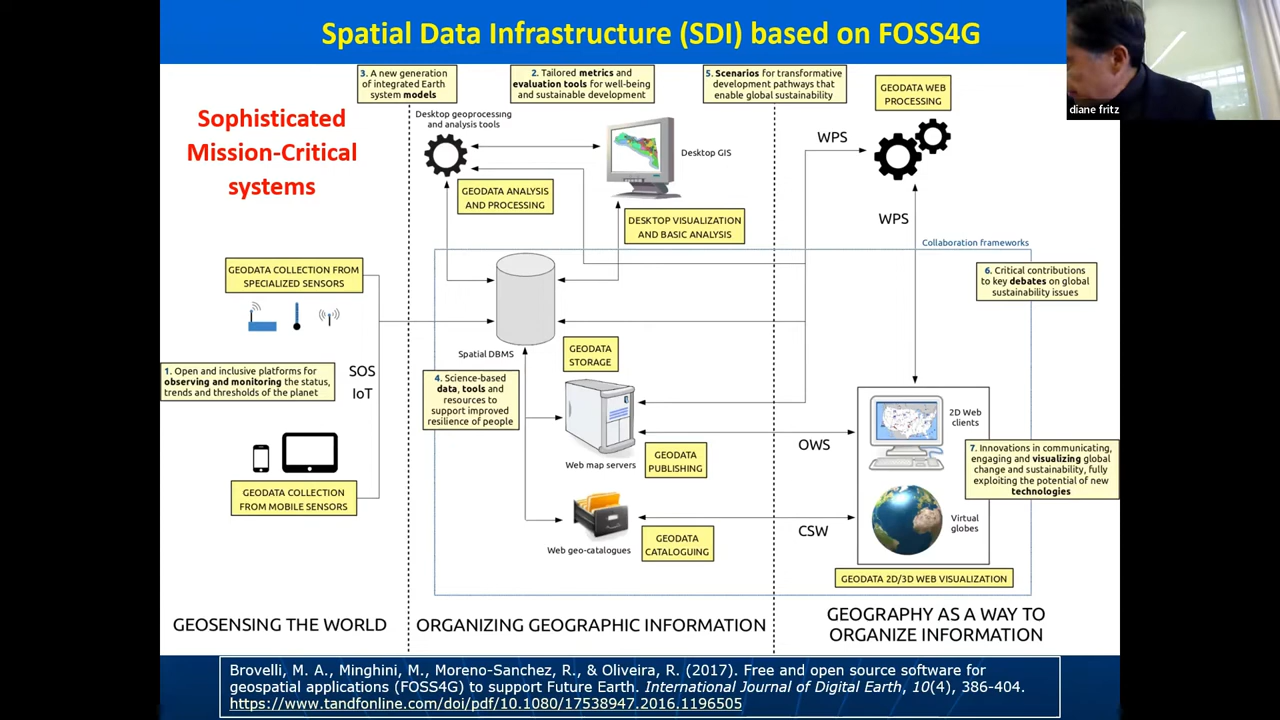 Spatial Data Infrastructure (SDI) based on FOSS4G
diane fritz
Sophisticated
Mission-Critical
systems
3. A new generation
of integrated Earth
system models
2. Tailored metrics and
evaluation tools for well-being
and sustainable development
5. Scenarios for transformative
development pathways that
enable global sustainability
GEODATA WEB
PROCESSING
Desktop geoprocessing
and analysis tools
Desktop GIS
WPS
GEODATA ANALYSIS
AND PROCESSING
DESKTOP VISUALIZATION
AND BASIC ANALYSIS
WPS
Collaboration frameworks
GEODATA COLLECTION FROM
SPECIALIZED SENSORS
6. Critical contributions
to key debates on global
sustainability issues
Spatial DBMS
GEODATA
STORAGE
1. Open and inclusive platforms for
observing and monitoring the status,
trends and thresholds of the planet
SOS
IoT
4. Science-based
data, tools and
resources to
support improved
resilience of people
Web map servers
GEODATA
PUBLISHING
OWS
2D Web
clients
7. Innovations in communicating,
engaging and visualizing global
change and sustainability, fully
exploiting the potential of new
technologies
GEODATA COLLECTION
FROM MOBILE SENSORS
Web geo-catalogues
GEODATA
CATALOGUING
CSW
Virtual
globes
GEODATA 2D/3D WEB VISUALIZATION
GEOSENSING THE WORLD
ORGANIZING GEOGRAPHIC INFORMATION
GEOGRAPHY AS A WAY TO
ORGANIZE INFORMATION
Brovelli, M. A., Minghini, M., Moreno-Sanchez, R., & Oliveira, R. (2017). Free and open source software for
geospatial applications (FOSS4G) to support Future Earth. International Journal of Digital Earth, 10(4), 386-404.
https://www.tandfonline.com/doi/pdf/10.1080/17538947.2016.1196505